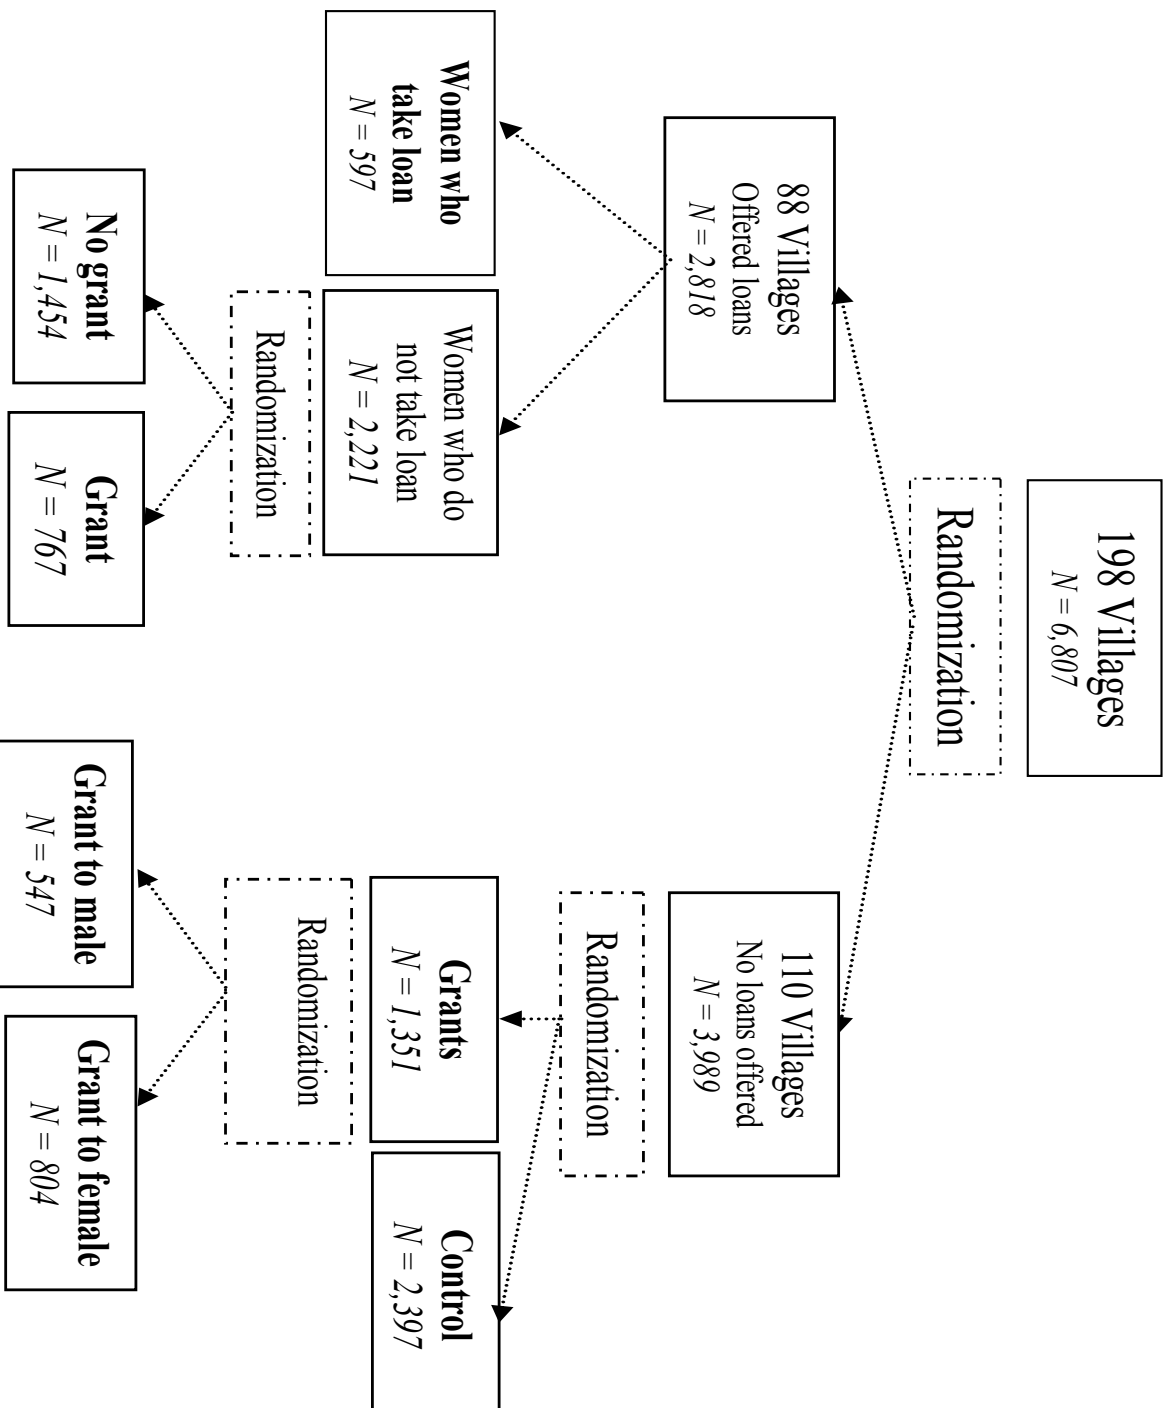 198 Villages
N = 6,807
Randomization
88 Villages
Offered loans
N = 2,818
110 Villages
No loans offered
N = 3,989
Randomization
Women who
take loan
N = 597
Women who do
not take loan
N = 2,221
Grants
N = 1,351
Control
N = 2,397
Randomization
Randomization
No grant
N = 1,454
Grant
N = 767
Grant to male
N = 547
Grant to female
N = 804